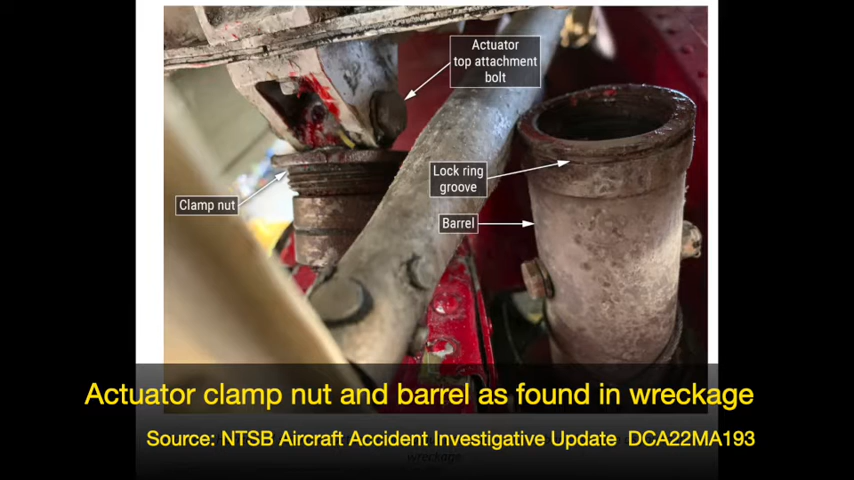 Actuator
top attachment
bolt
Lock ring
groove
Clamp nut
Barrel
Actuator clamp nut and barrel as found in wreckage
Source: NTSB Aircraft Accident Investigative Update DCA22MA193
wreckage.